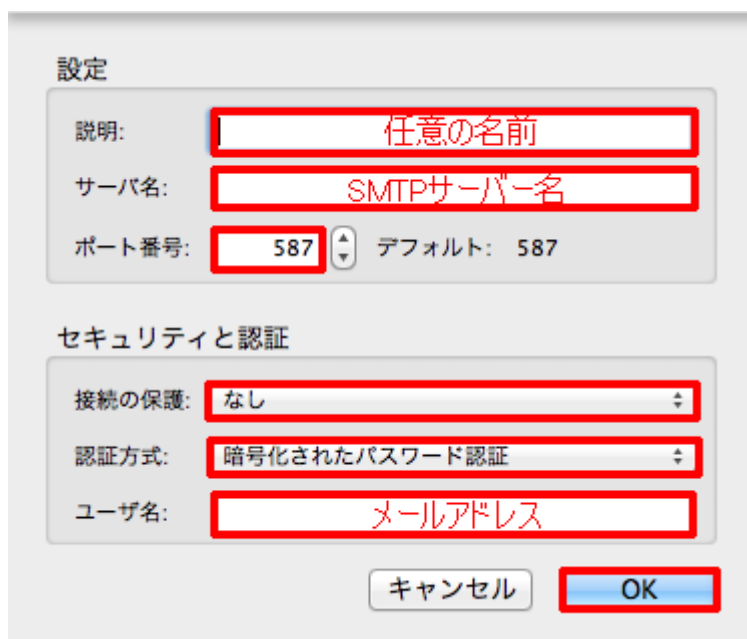 設定
説明: 任意の名前
サーバ名: SMTPサーバー名
ポート番号: 587 デフォルト: 587
セキュリティと認証
接続の保護: なし
認証方式: 暗号化されたパスワード認証
ユーザ名: メールアドレス
キャンセル OK